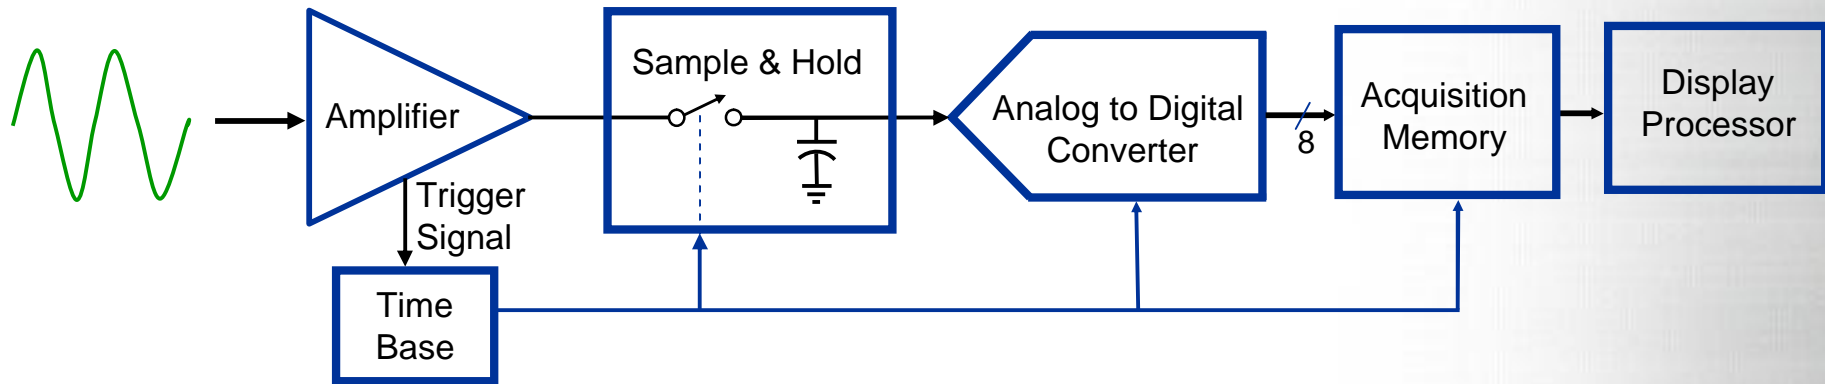 Amplifier
Trigger
Signal
Time
Base
Sample & Hold
Analog to Digital
Converter
8
Acquisition
Memory
Display
Processor